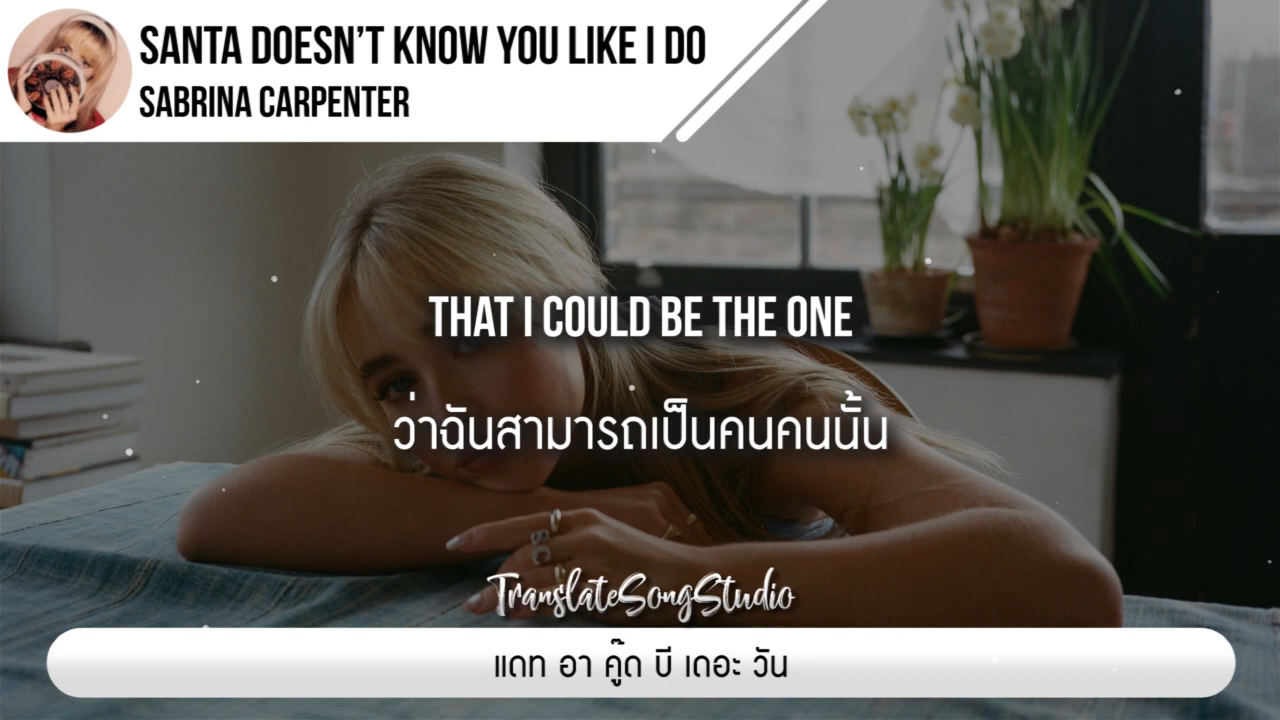 SANTA DOESN'T KNOW YOU LIKE I DO
SABRINA CARPENTER
THAT I COULD BE THE ONE
ว่าฉันสามารถเป็นคนคนนั้น
TranslateSongStudio
แดท อา คู๊ด บี เดอะ วัน